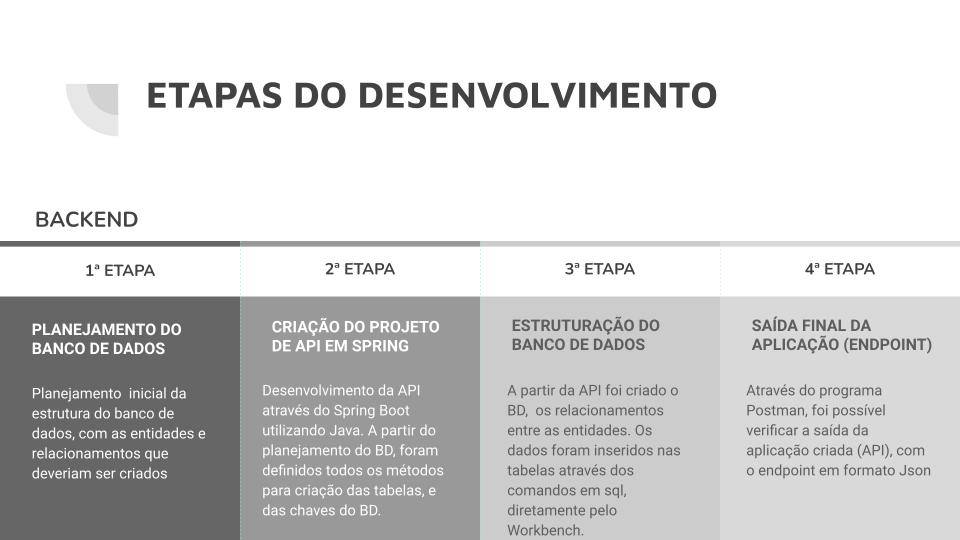 ETAPAS DO DESENVOLVIMENTO
BACKEND
1ª ETAPA
PLANEJAMENTO DO
BANCO DE DADOS
Planejamento  inicial da
estrutura do banco de
dados, com as entidades e
relacionamentos que
deveriam ser criados
2ª ETAPA
CRIAÇÃO DO PROJETO
DE API EM SPRING
Desenvolvimento da API
através do Spring Boot
utilizando Java. A partir do
planejamento do BD, foram
definidos todos os métodos
para criação das tabelas, e
das chaves do BD.
3ª ETAPA
ESTRUTURAÇÃO DO
BANCO DE DADOS
A partir da API foi criado o
BD,  os relacionamentos
entre as entidades. Os
dados foram inseridos nas
tabelas através dos
comandos em sql,
diretamente pelo
Workbench.
4ª ETAPA
SAÍDA FINAL DA
APLICAÇÃO (ENDPOINT)
Através do programa
Postman, foi possível
verificar a saída da
aplicação criada (API), com
o endpoint em formato Json